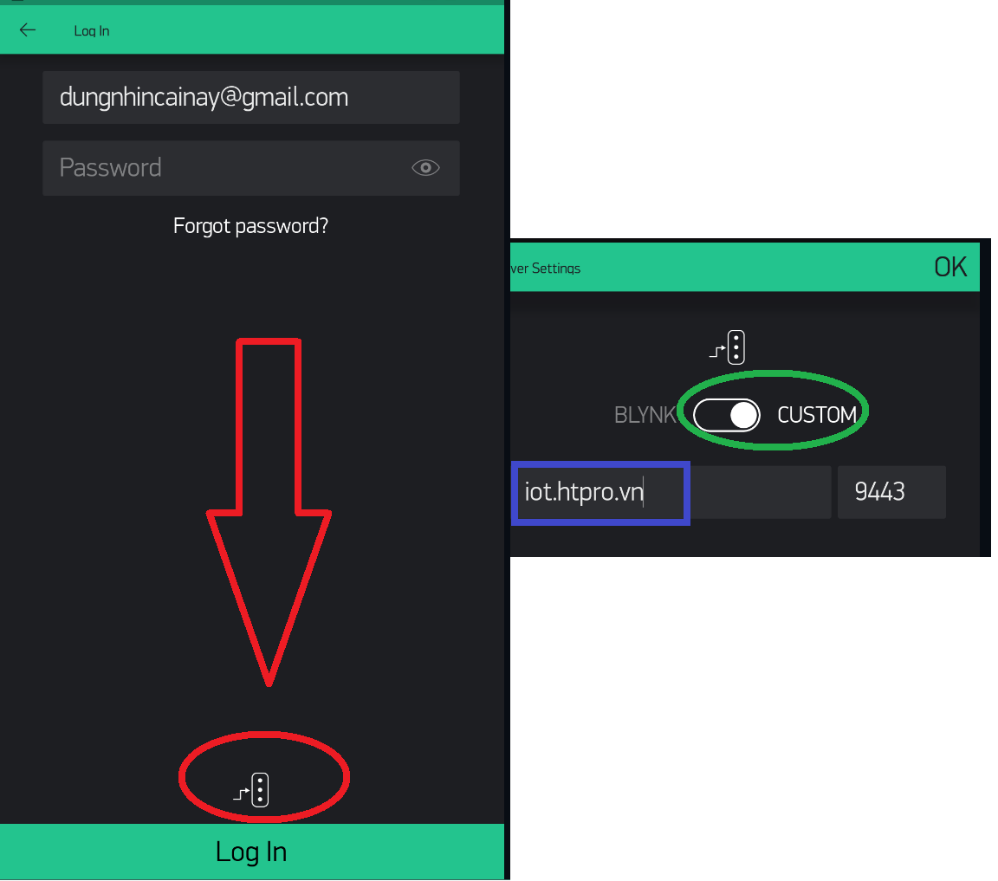 Log In
dungnhincainay@gmail.com
Password
Forgot password?
Log In
ver Settings
OK
BLYNK
CUSTOM
iot.htpro.vn
9443